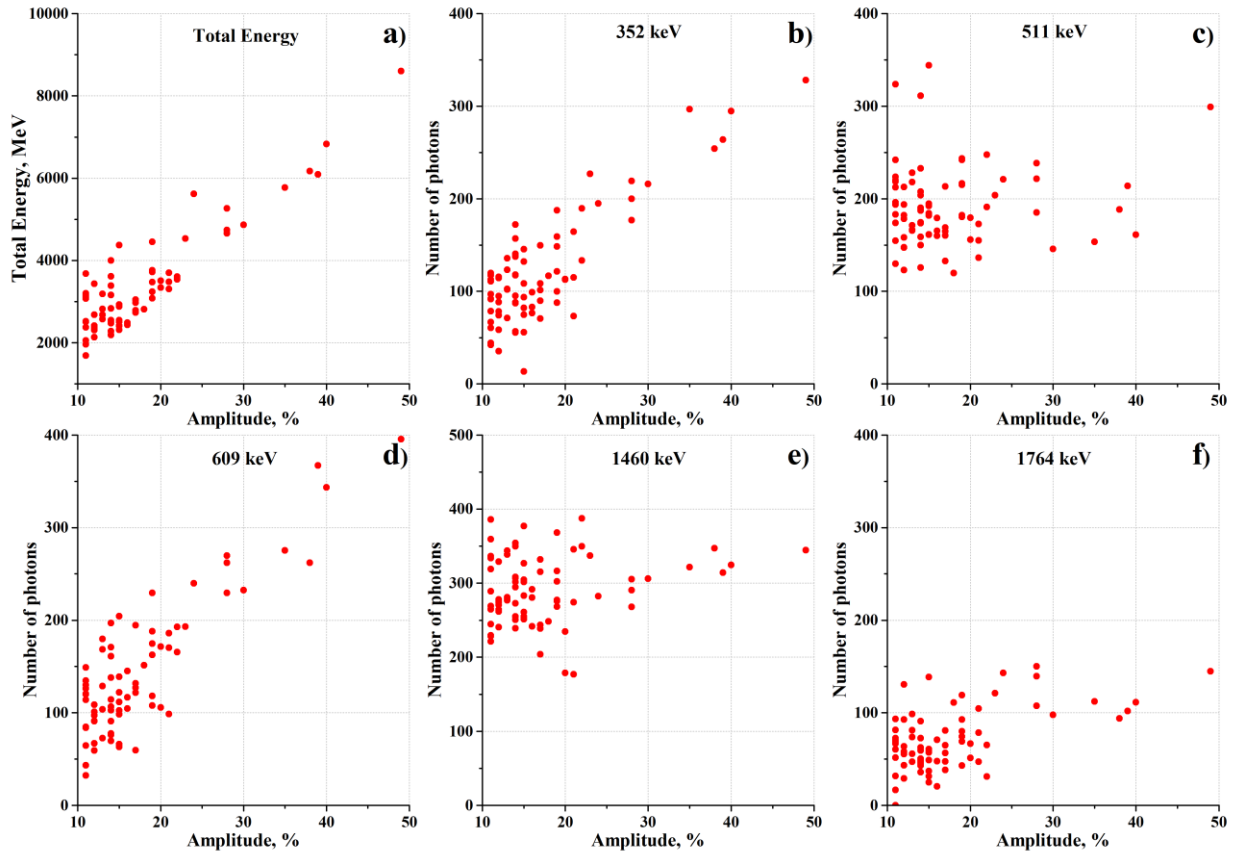 Total Energy
a)
Total Energy, MeV
10000
8000
6000
4000
2000
10 20 30 40 50
Amplitude, %
352 keV
b)
Number of photons
400
300
200
100
0
10 20 30 40 50
Amplitude, %
511 keV
c)
Number of photons
400
300
200
100
0
10 20 30 40 50
Amplitude, %
609 keV
d)
Number of photons
400
300
200
100
0
10 20 30 40 50
Amplitude, %
1460 keV
e)
Number of photons
500
400
300
200
100
0
10 20 30 40 50
Amplitude, %
1764 keV
f)
Number of photons
400
300
200
100
0
10 20 30 40 50
Amplitude, %